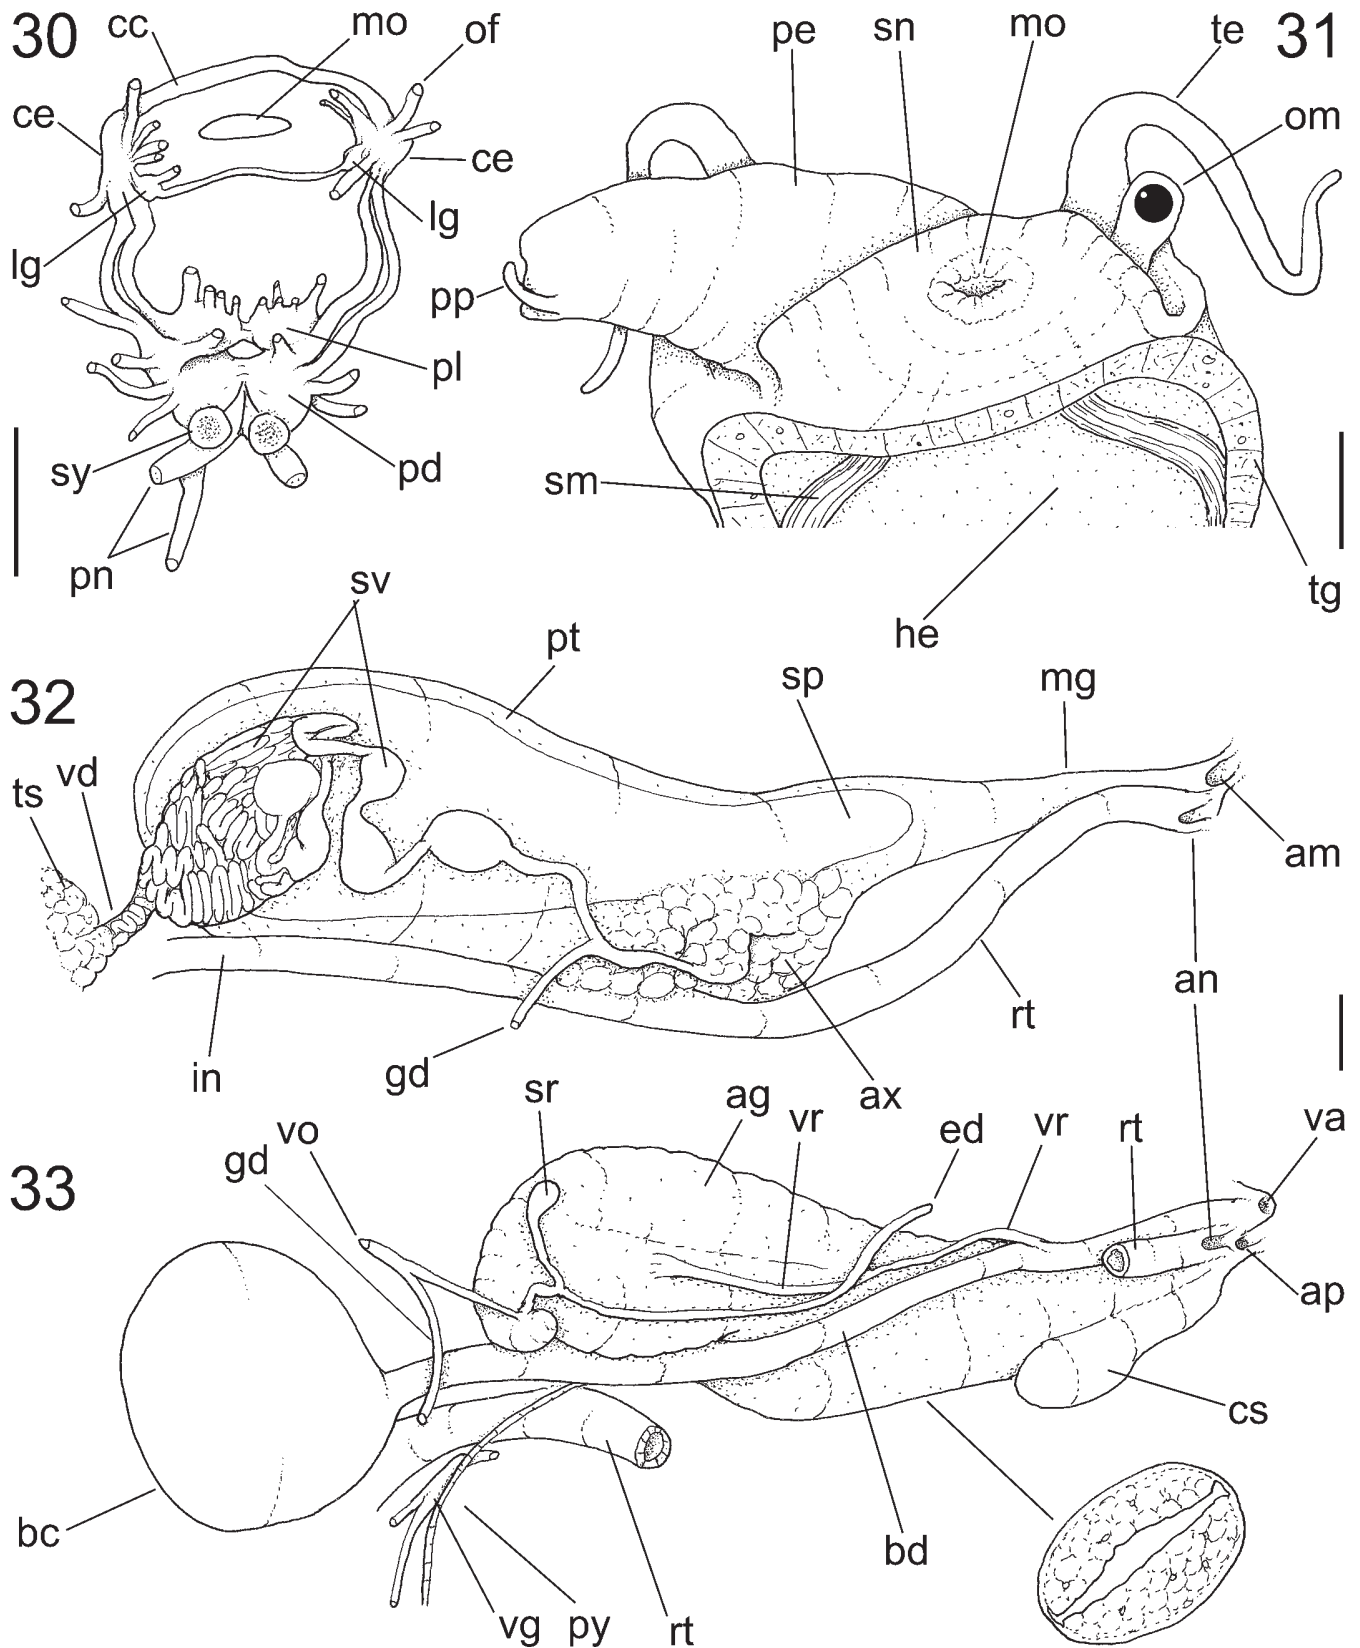 30 cc mo of
ce
ce
lg
lg
pl
sy
pd
pn
31 pe sn mo te
om
pp
sm
tg
he
32 sv pt sp mg
vd
ts
am
an
rt
in
gd
ax
33 sr ag vr ed vr rt va
vo
gd
ap
cs
bc
bd
vg py rt